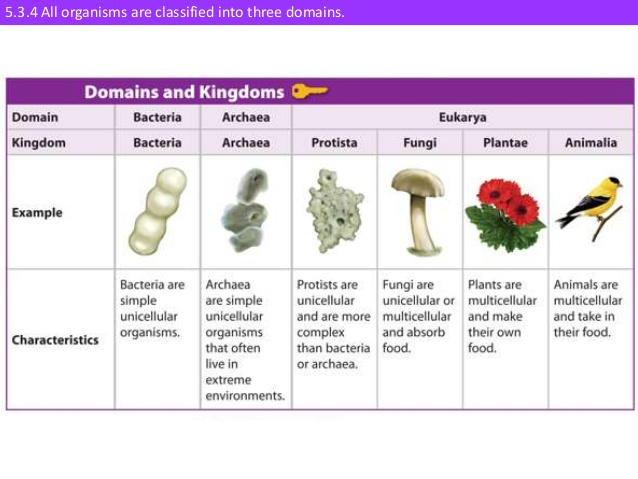 5.3.4 All organisms are classified into three domains.
Domains and Kingdoms
Domain Bacteria Archaea Eukarya
Kingdom Bacteria Archaea Protista Fungi Plantae Animalia
Example
Characteristics
Bacteria are
simple
unicellular
organisms.
Archaea
are simple
unicellular
organisms
that often
live in
extreme
environments.
Protists are
unicellular
and are more
complex
than bacteria
or archaea.
Fungi are
unicellular or
multicellular
and absorb
food.
Plants are
multicellular
and make
their own
food.
Animals are
multicellular
and take in
their food.